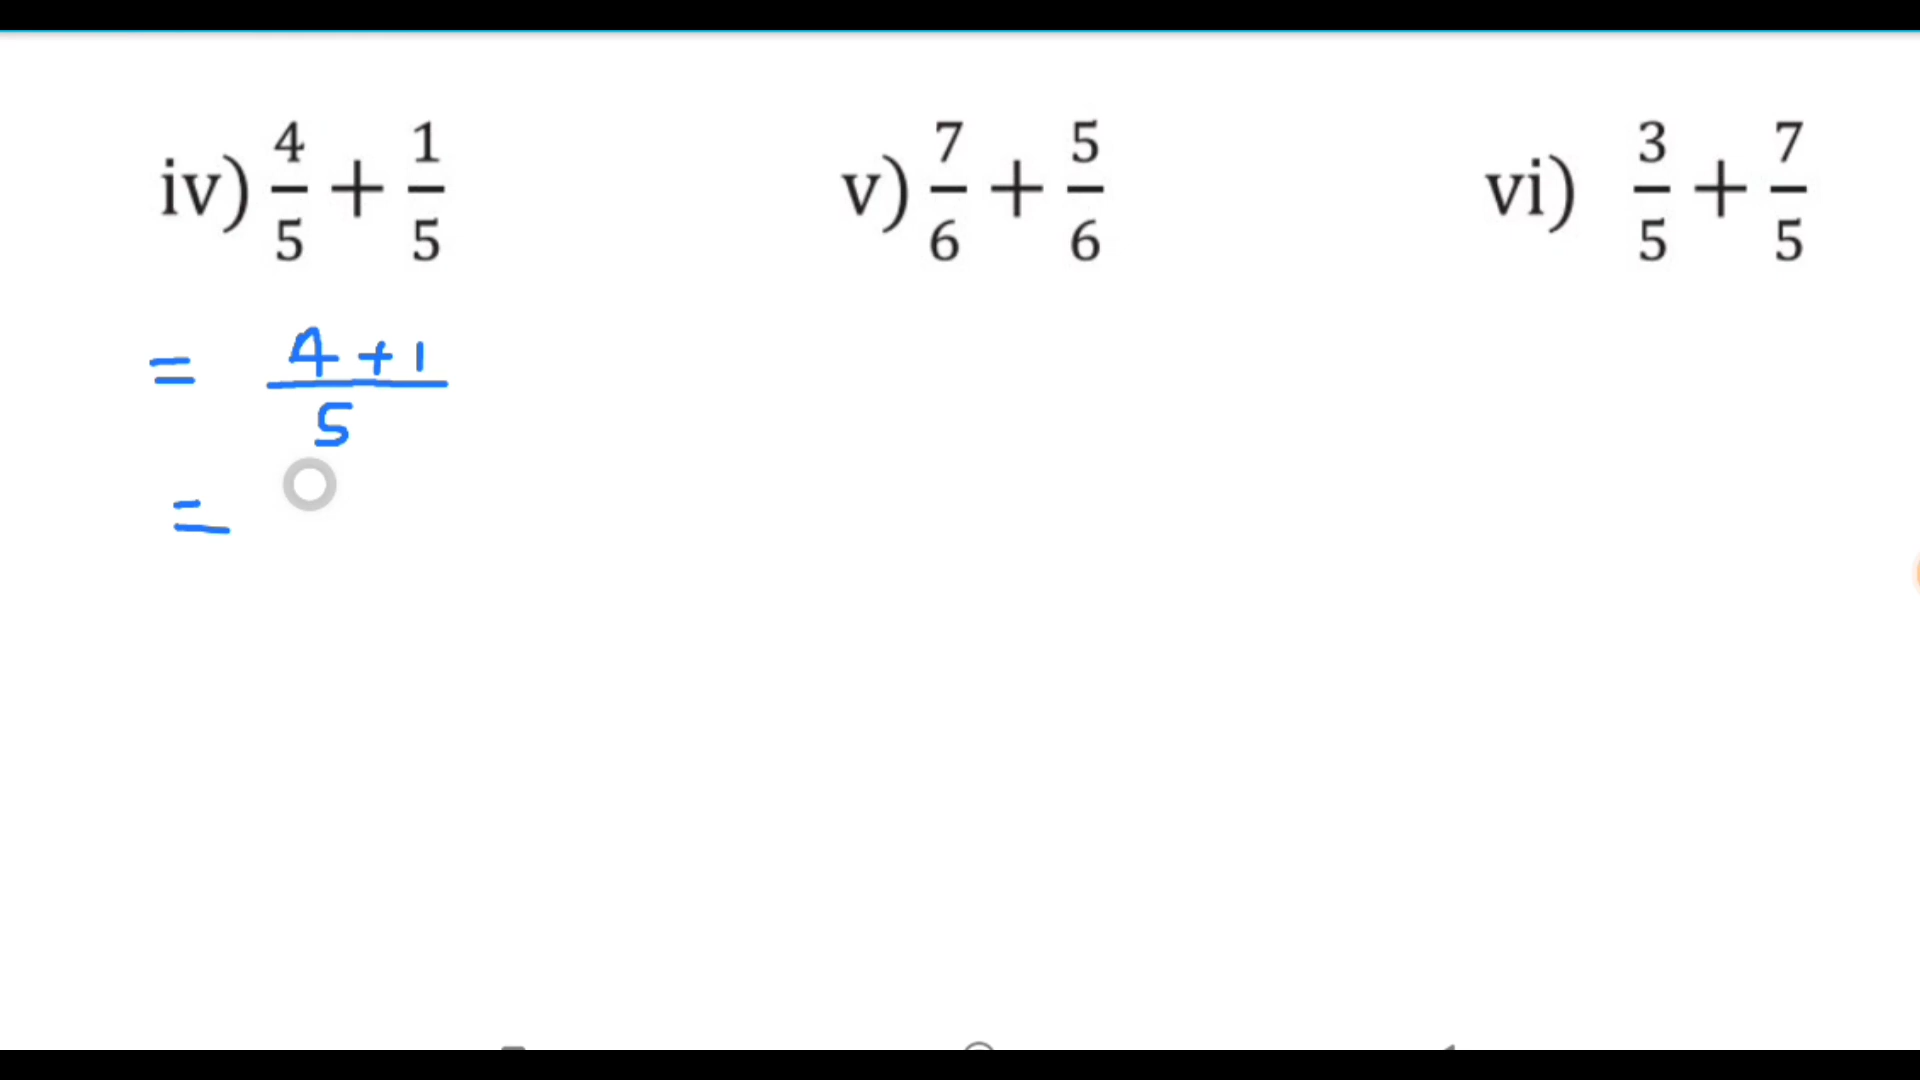 iv) 4/5 + 1/5 v) 7/6 + 5/6 vi) 3/5 + 7/5
= 4+1/5
=